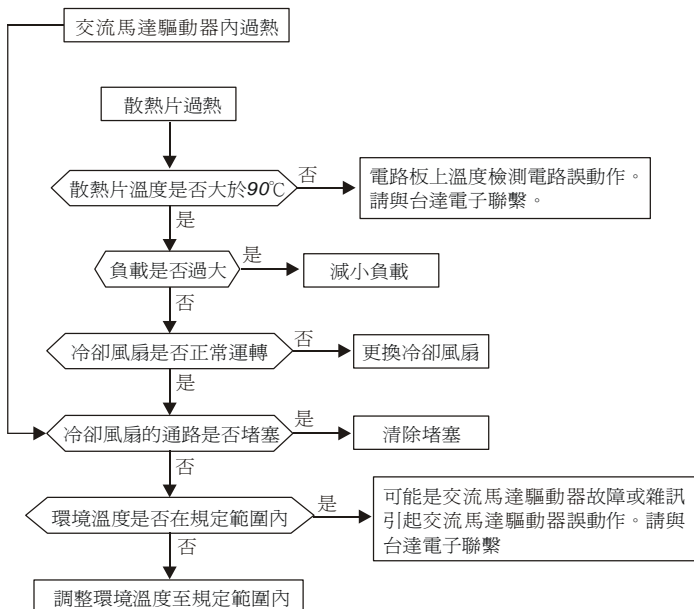 交流馬達驅動器內過熱
散熱片過熱
散熱片溫度是否大於90℃
否
電路板上溫度檢測電路誤動作。
請與台達電子聯繫。
是
負載是否過大
是
減小負載
否
冷卻風扇是否正常運轉
否
更換冷卻風扇
是
冷卻風扇的通路是否堵塞
是
清除堵塞
否
環境溫度是否在規定範圍內
是
可能是交流馬達驅動器故障或雜訊
引起交流馬達驅動器誤動作。請與
台達電子聯繫
否
調整環境溫度至規定範圍內